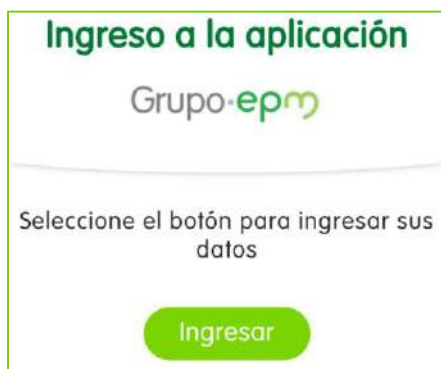 Ingreso a la aplicación
Grupo·epm
Seleccione el botón para ingresar sus
datos
Ingresar